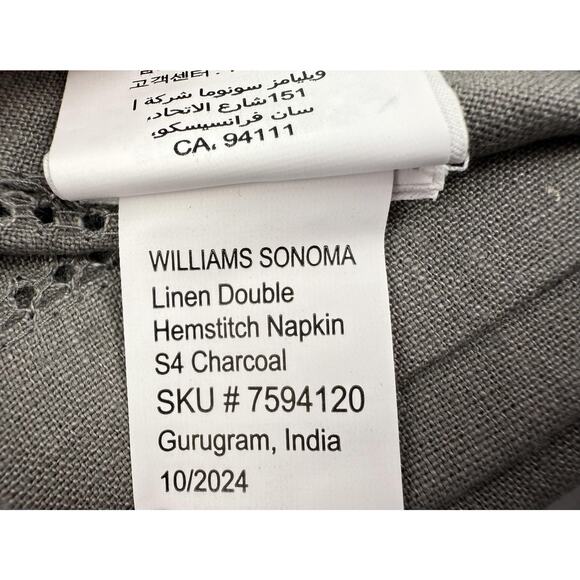 고객센터 :
ويليامز سونوما شركة ا
151شارع الاتحاد،
سان فرانسيسكو،
CA، 94111
WILLIAMS SONOMA
Linen Double
Hemstitch Napkin
S4 Charcoal
SKU # 7594120
Gurugram, India
10/2024